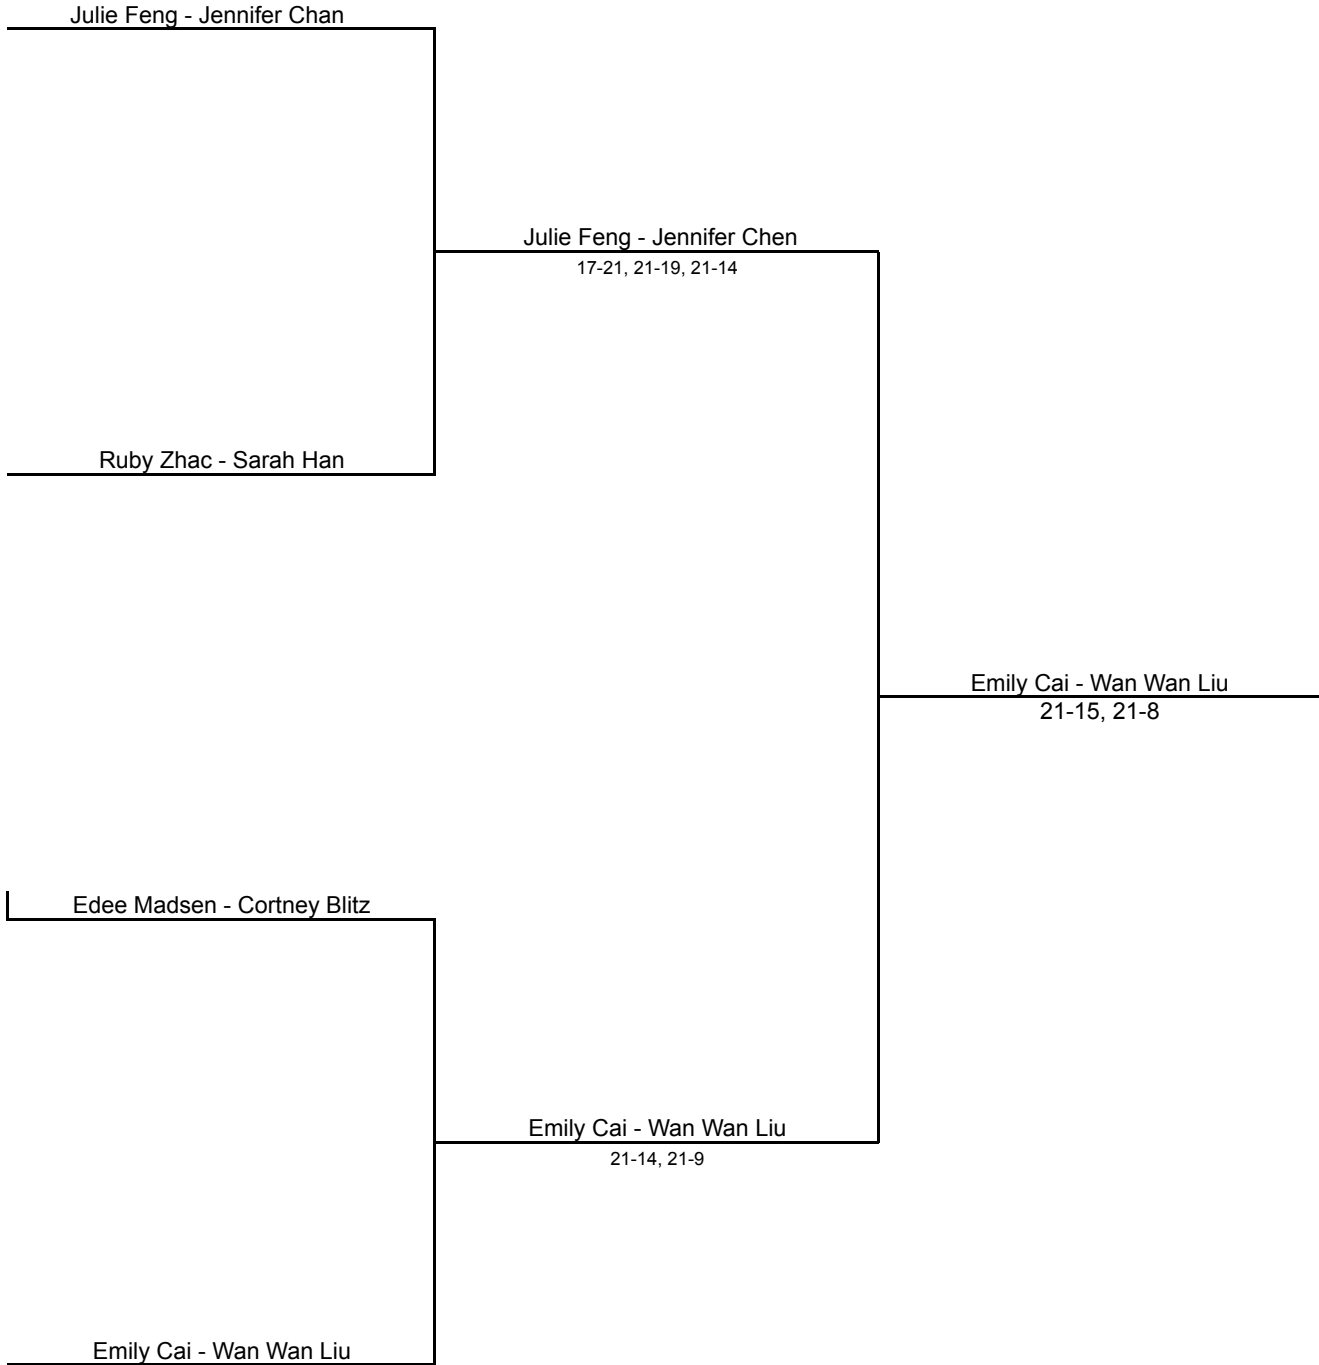 Julie Feng - Jennifer Chan
Julie Feng - Jennifer Chen
17-21, 21-19, 21-14
Ruby Zhac - Sarah Han
Emily Cai - Wan Wan Liu
21-15, 21-8
Edee Madsen - Cortney Blitz
Emily Cai - Wan Wan Liu
21-14, 21-9
Emily Cai - Wan Wan Liu